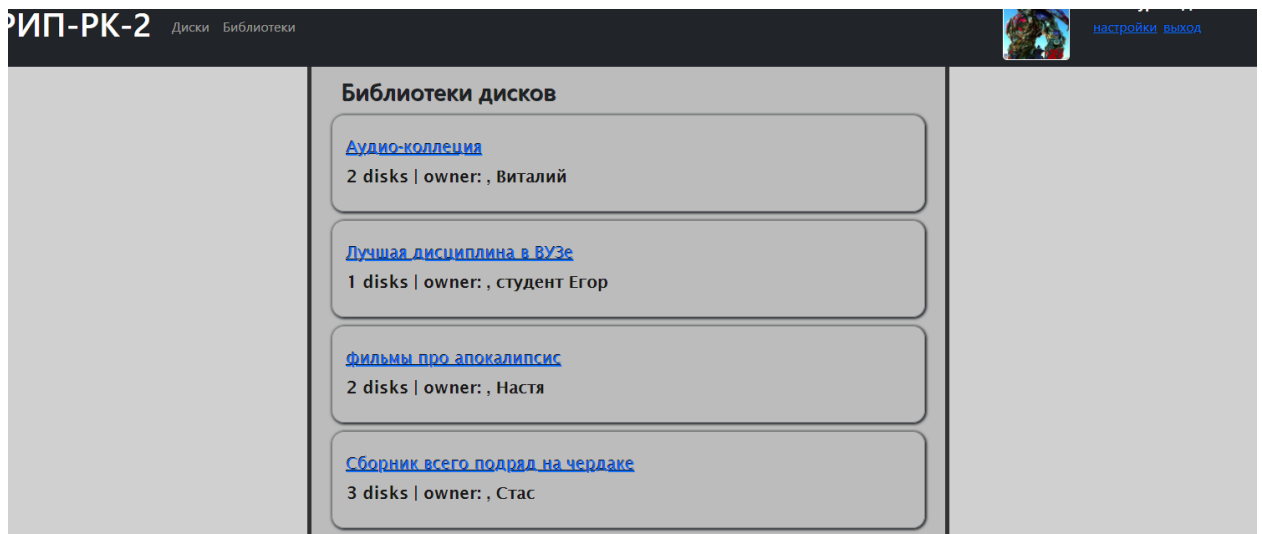 РИП-РК-2 Диски Библиотеки
настройки выход
Библиотеки дисков
Аудио-коллеция
2 disks | owner: , Виталий
Лучшая дисциплина в ВУЗе
1 disks | owner: , студент Егор
фильмы про апокалипсис
2 disks | owner: , Настя
Сборник всего подряд на чердаке
3 disks | owner: , Стас